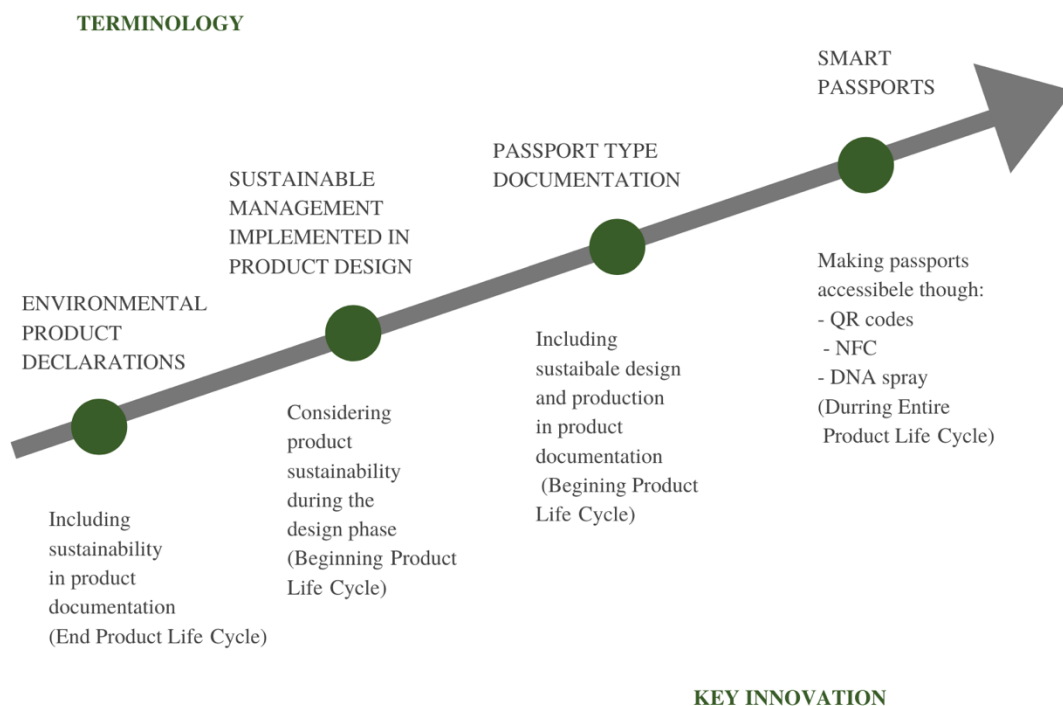 TERMINOLOGY
SMART
PASSPORTS
PASSPORT TYPE
DOCUMENTATION
SUSTAINABLE
MANAGEMENT
IMPLEMENTED IN
PRODUCT DESIGN
ENVIRONMENTAL
PRODUCT
DECLARATIONS
Including
sustainability
in product
documentation
(End Product Life Cycle)
Considering
product
sustainability
during the
design phase
(Beginning Product
Life Cycle)
Including
sustaibale design
and production
in product
documentation
(Begining Product
Life Cycle)
Making passports
accessibele though:
- QR codes
- NFC
- DNA spray
(Durring Entire
Product Life Cycle)
KEY INNOVATION